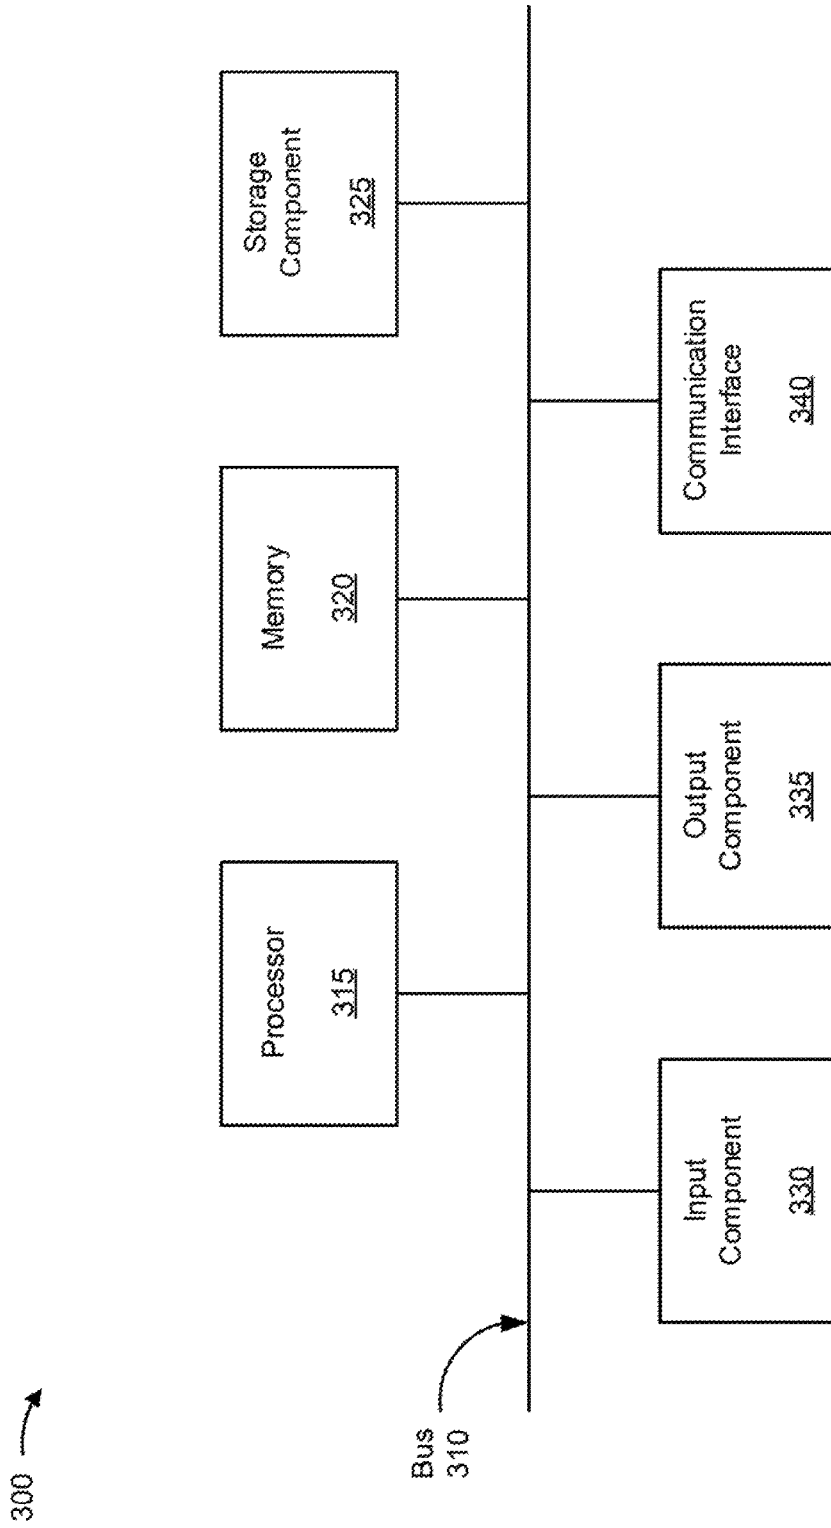 300
Processor
315
Memory
320
Storage
Component
325
Bus
310
Input
Component
330
Output
Component
335
Communication
Interface
340